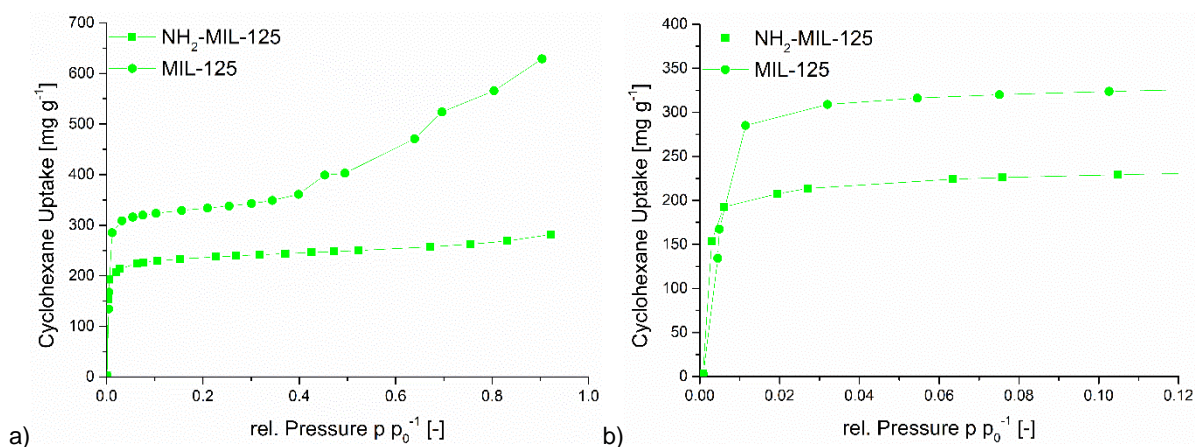 700
600
500
400
300
200
100
0
Cyclohexane Uptake [mg g⁻¹]
NH₂-MIL-125
MIL-125
0.0 0.2 0.4 0.6 0.8 1.0
rel. Pressure p p₀⁻¹ [-]
a)
400
350
300
250
200
150
100
50
0
Cyclohexane Uptake [mg g⁻¹]
NH₂-MIL-125
MIL-125
0.00 0.02 0.04 0.06 0.08 0.10 0.12
rel. Pressure p p₀⁻¹ [-]
b)